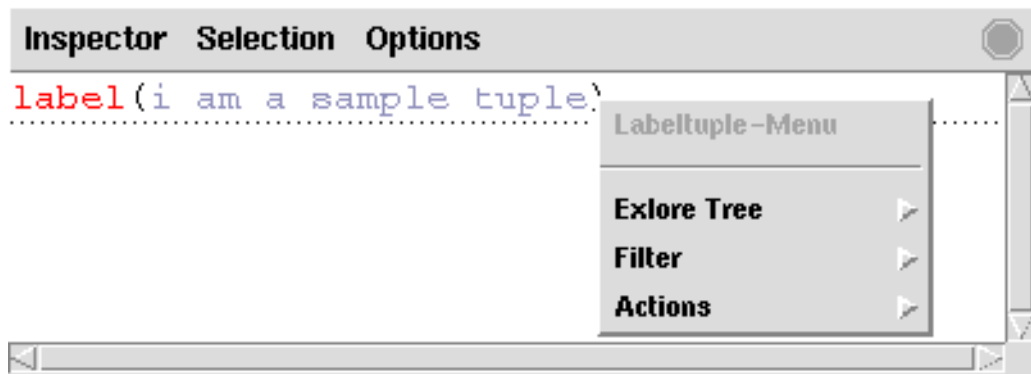 Inspector Selection Options
label(i am a sample tuple)
Labeltuple-Menu
Exlore Tree
Filter
Actions